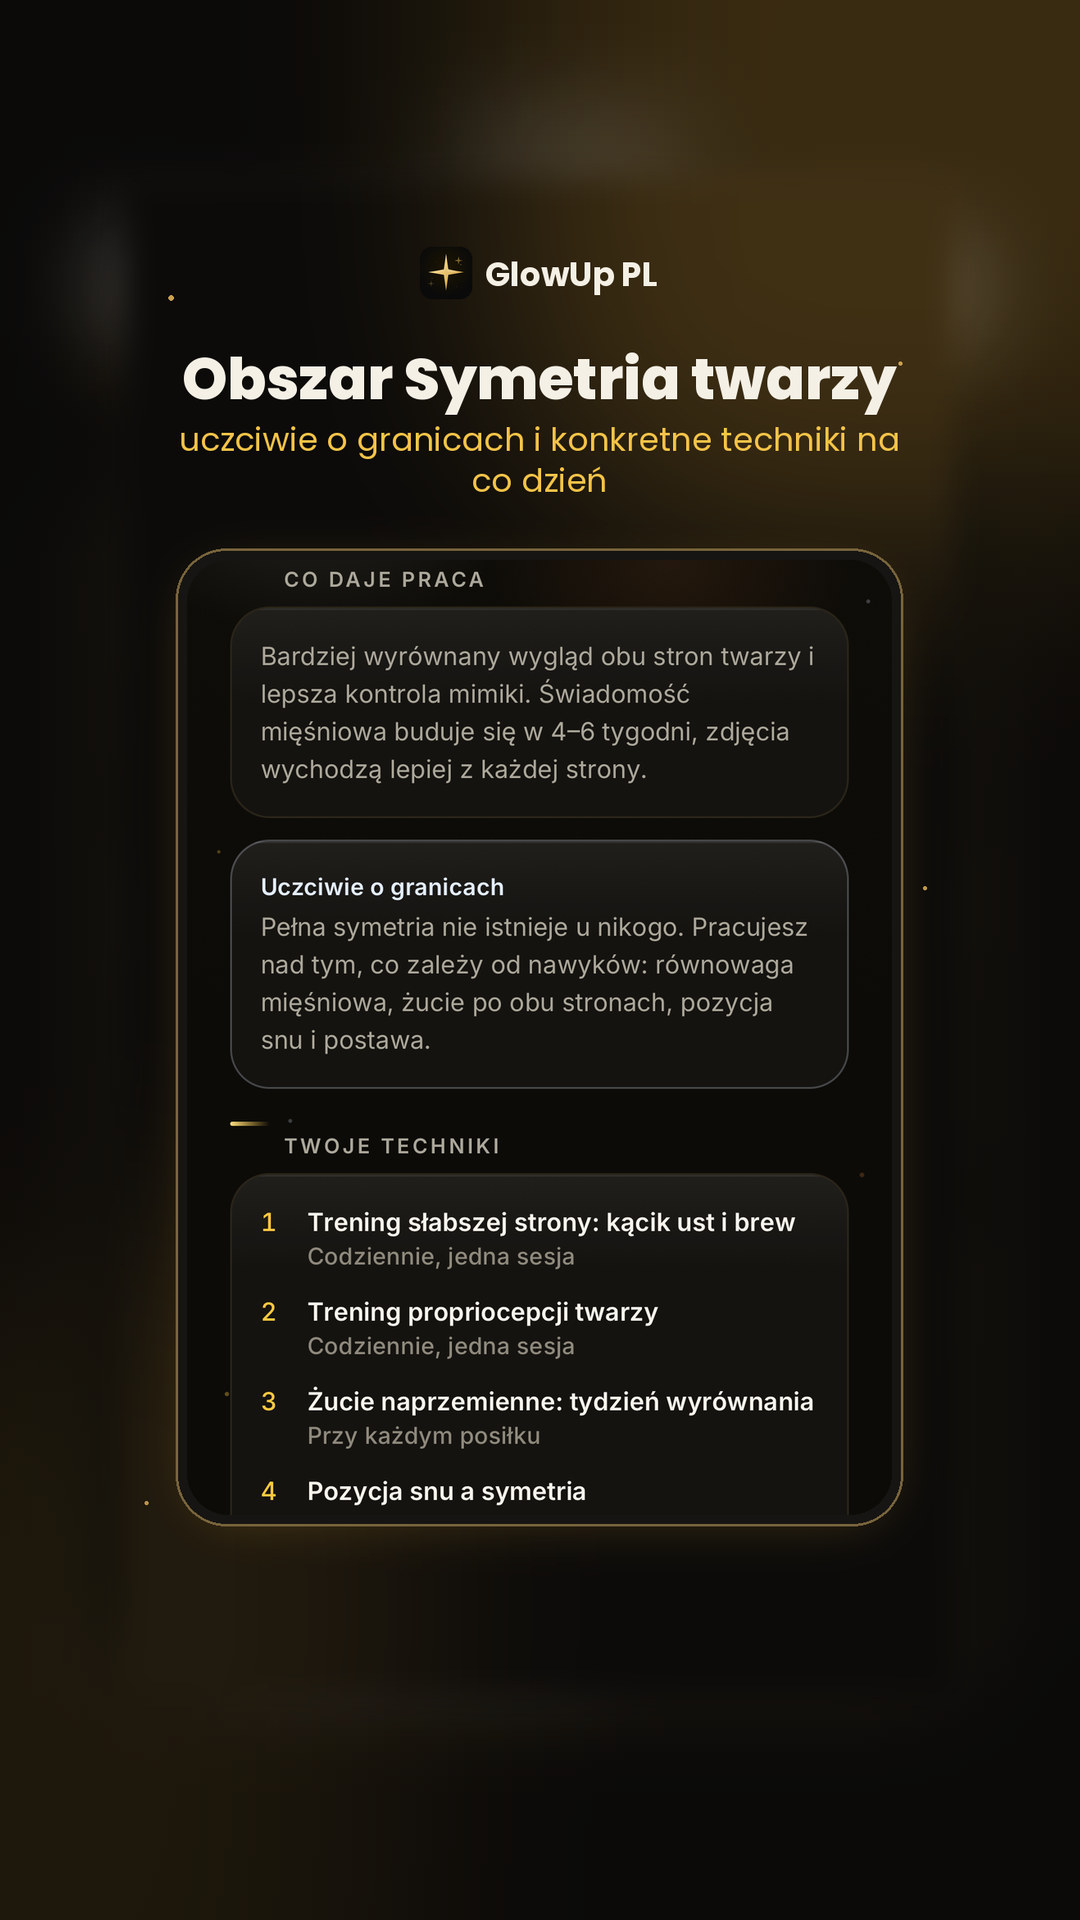 GlowUp PL
Obszar Symetria twarzy
uczciwie o granicach i konkretne techniki na
co dzień
CO DAJE PRACA
Bardziej wyrównany wygląd obu stron twarzy i
lepsza kontrola mimiki. Świadomość
mięśniowa buduje się w 4–6 tygodni, zdjęcia
wychodzą lepiej z każdej strony.
Uczciwie o granicach
Pełna symetria nie istnieje u nikogo. Pracujesz
nad tym, co zależy od nawyków: równowaga
mięśniowa, żucie po obu stronach, pozycja
snu i postawa.
TWOJE TECHNIKI
1 Trening słabszej strony: kącik ust i brew
Codziennie, jedna sesja
2 Trening propriocepcji twarzy
Codziennie, jedna sesja
3 Żucie naprzemienne: tydzień wyrównania
Przy każdym posiłku
4 Pozycja snu a symetria